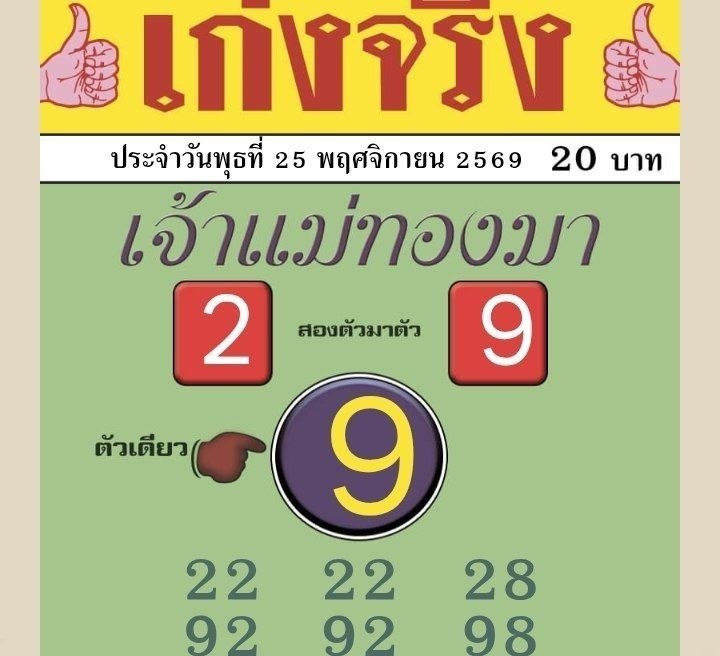 เก่งจริง
ประจำวันพุธที่ 25 พฤศจิกายน 2569 20 บาท
เจ้าแม่ทองมา
2 สองตัวมาตัว 9
ตัวเดียว 9
22 22 28
92 92 98